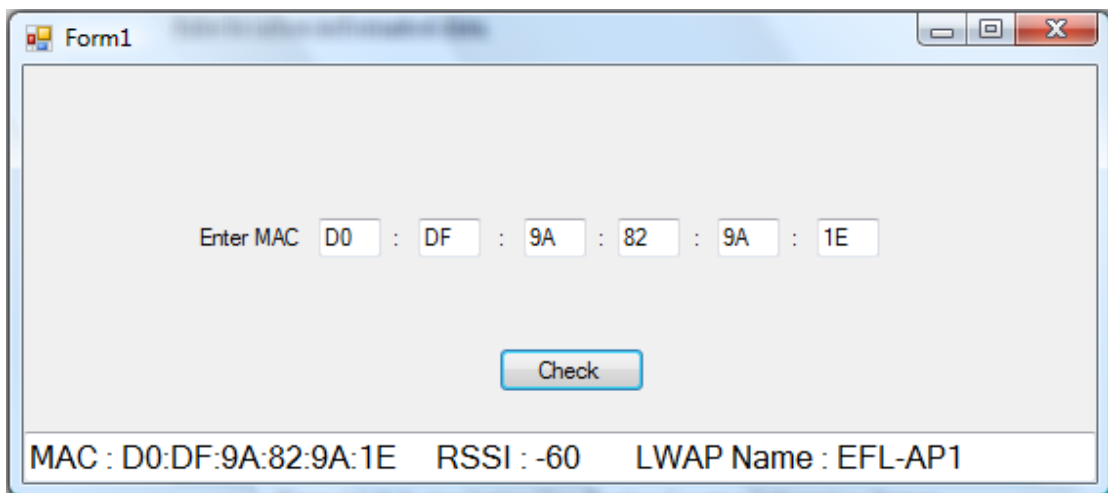 Form1
Enter MAC D0 : DF : 9A : 82 : 9A : 1E
Check
MAC : D0:DF:9A:82:9A:1E RSSI : -60 LWAP Name : EFL-AP1